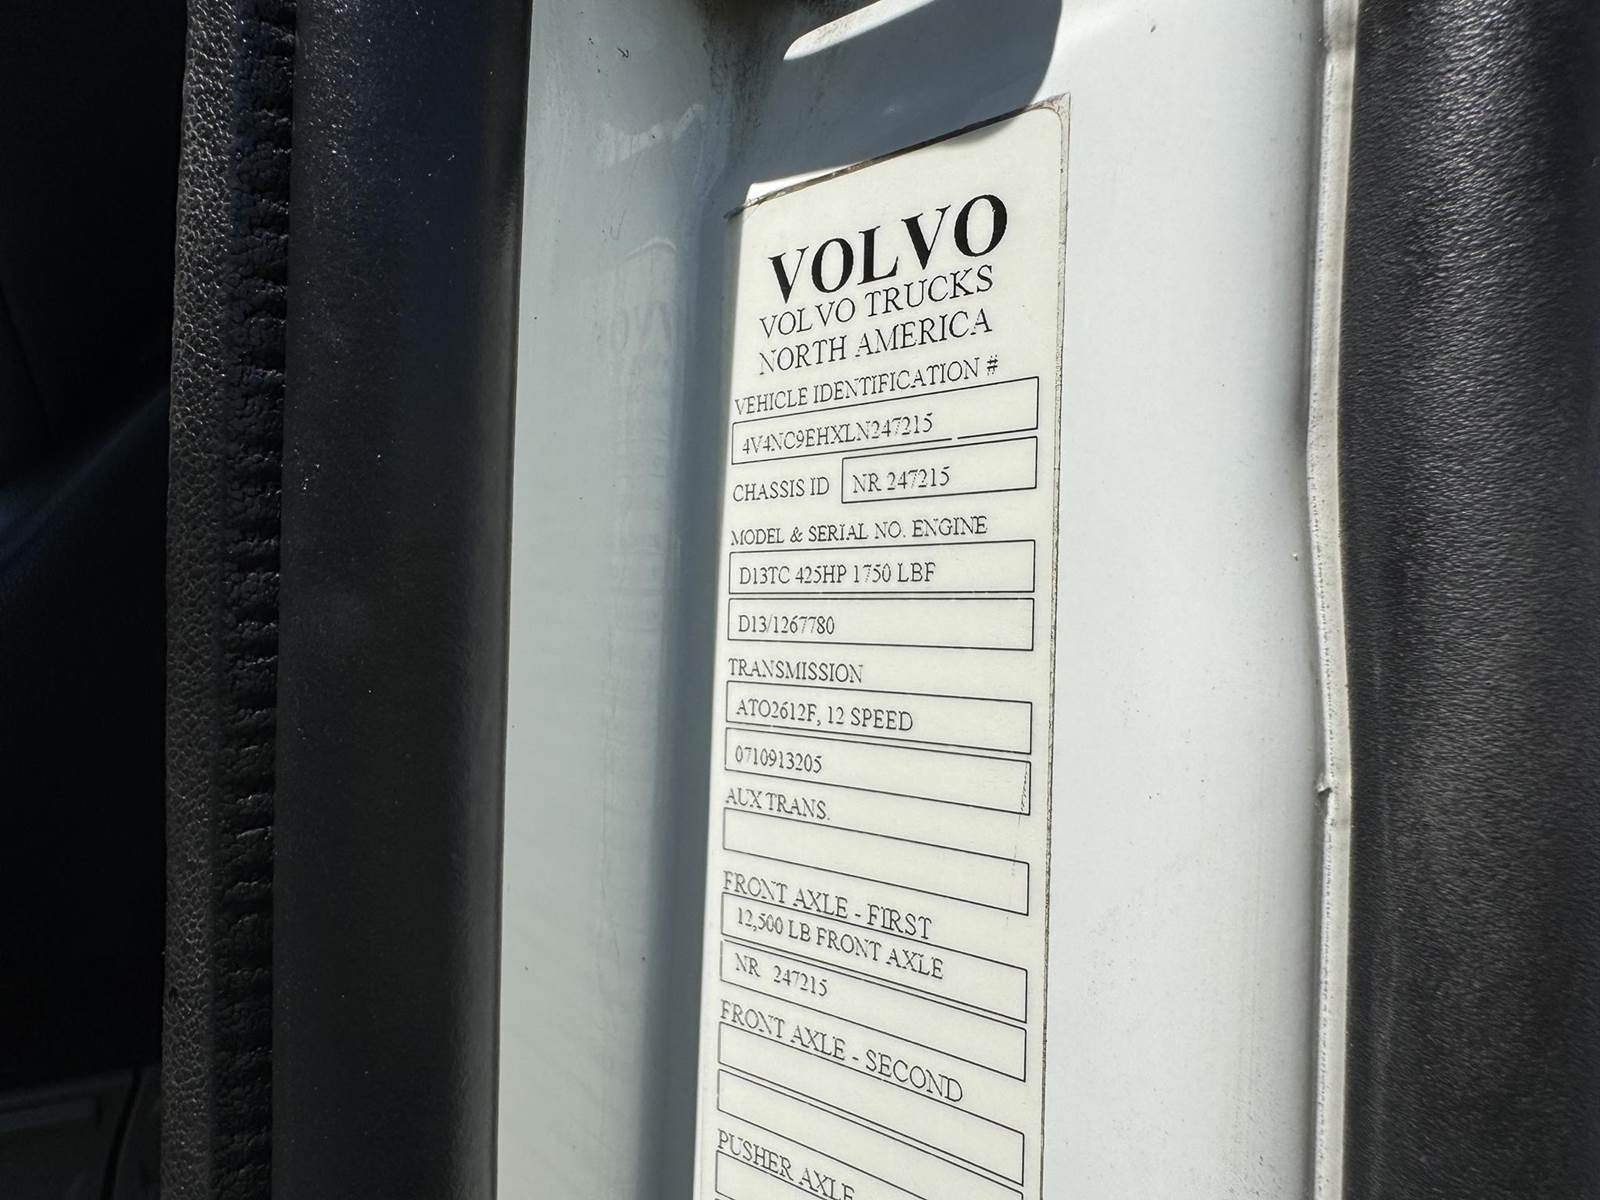 VOLVO
VOLVO TRUCKS
NORTH AMERICA
VEHICLE IDENTIFICATION #
4V4NC9EHXLN247215
CHASSIS ID NR 247215
MODEL & SERIAL NO. ENGINE
D13TC 425HP 1750 LBF
D13/1267780
TRANSMISSION
ATO2612F, 12 SPEED
0710913205
AUX TRANS.
FRONT AXLE - FIRST
12,500 LB FRONT AXLE
NR 247215
FRONT AXLE - SECOND
PUSHER AXLE